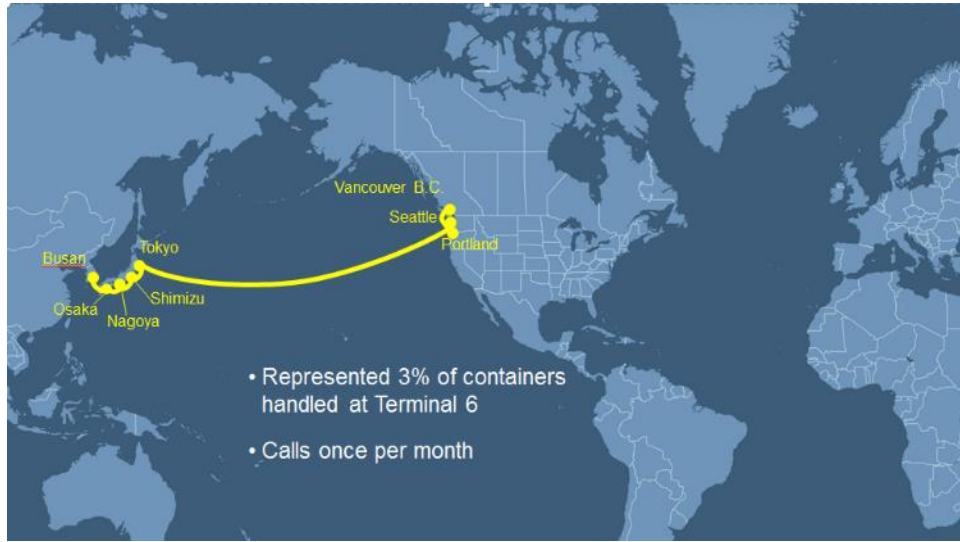 Vancouver B.C.
Seattle
Portland
Tokyo
Busan
Shimizu
Osaka
Nagoya
• Represented 3% of containers
handled at Terminal 6
• Calls once per month